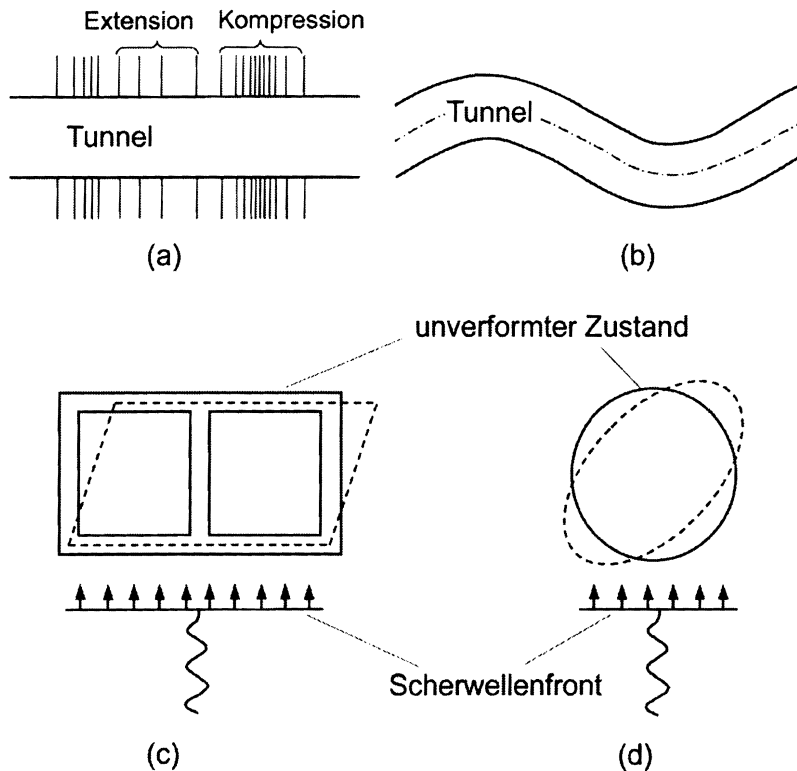 Extension Kompression
Tunnel
Tunnel
(a)
(b)
unverformter Zustand
Scherwellenfront
(c)
(d)